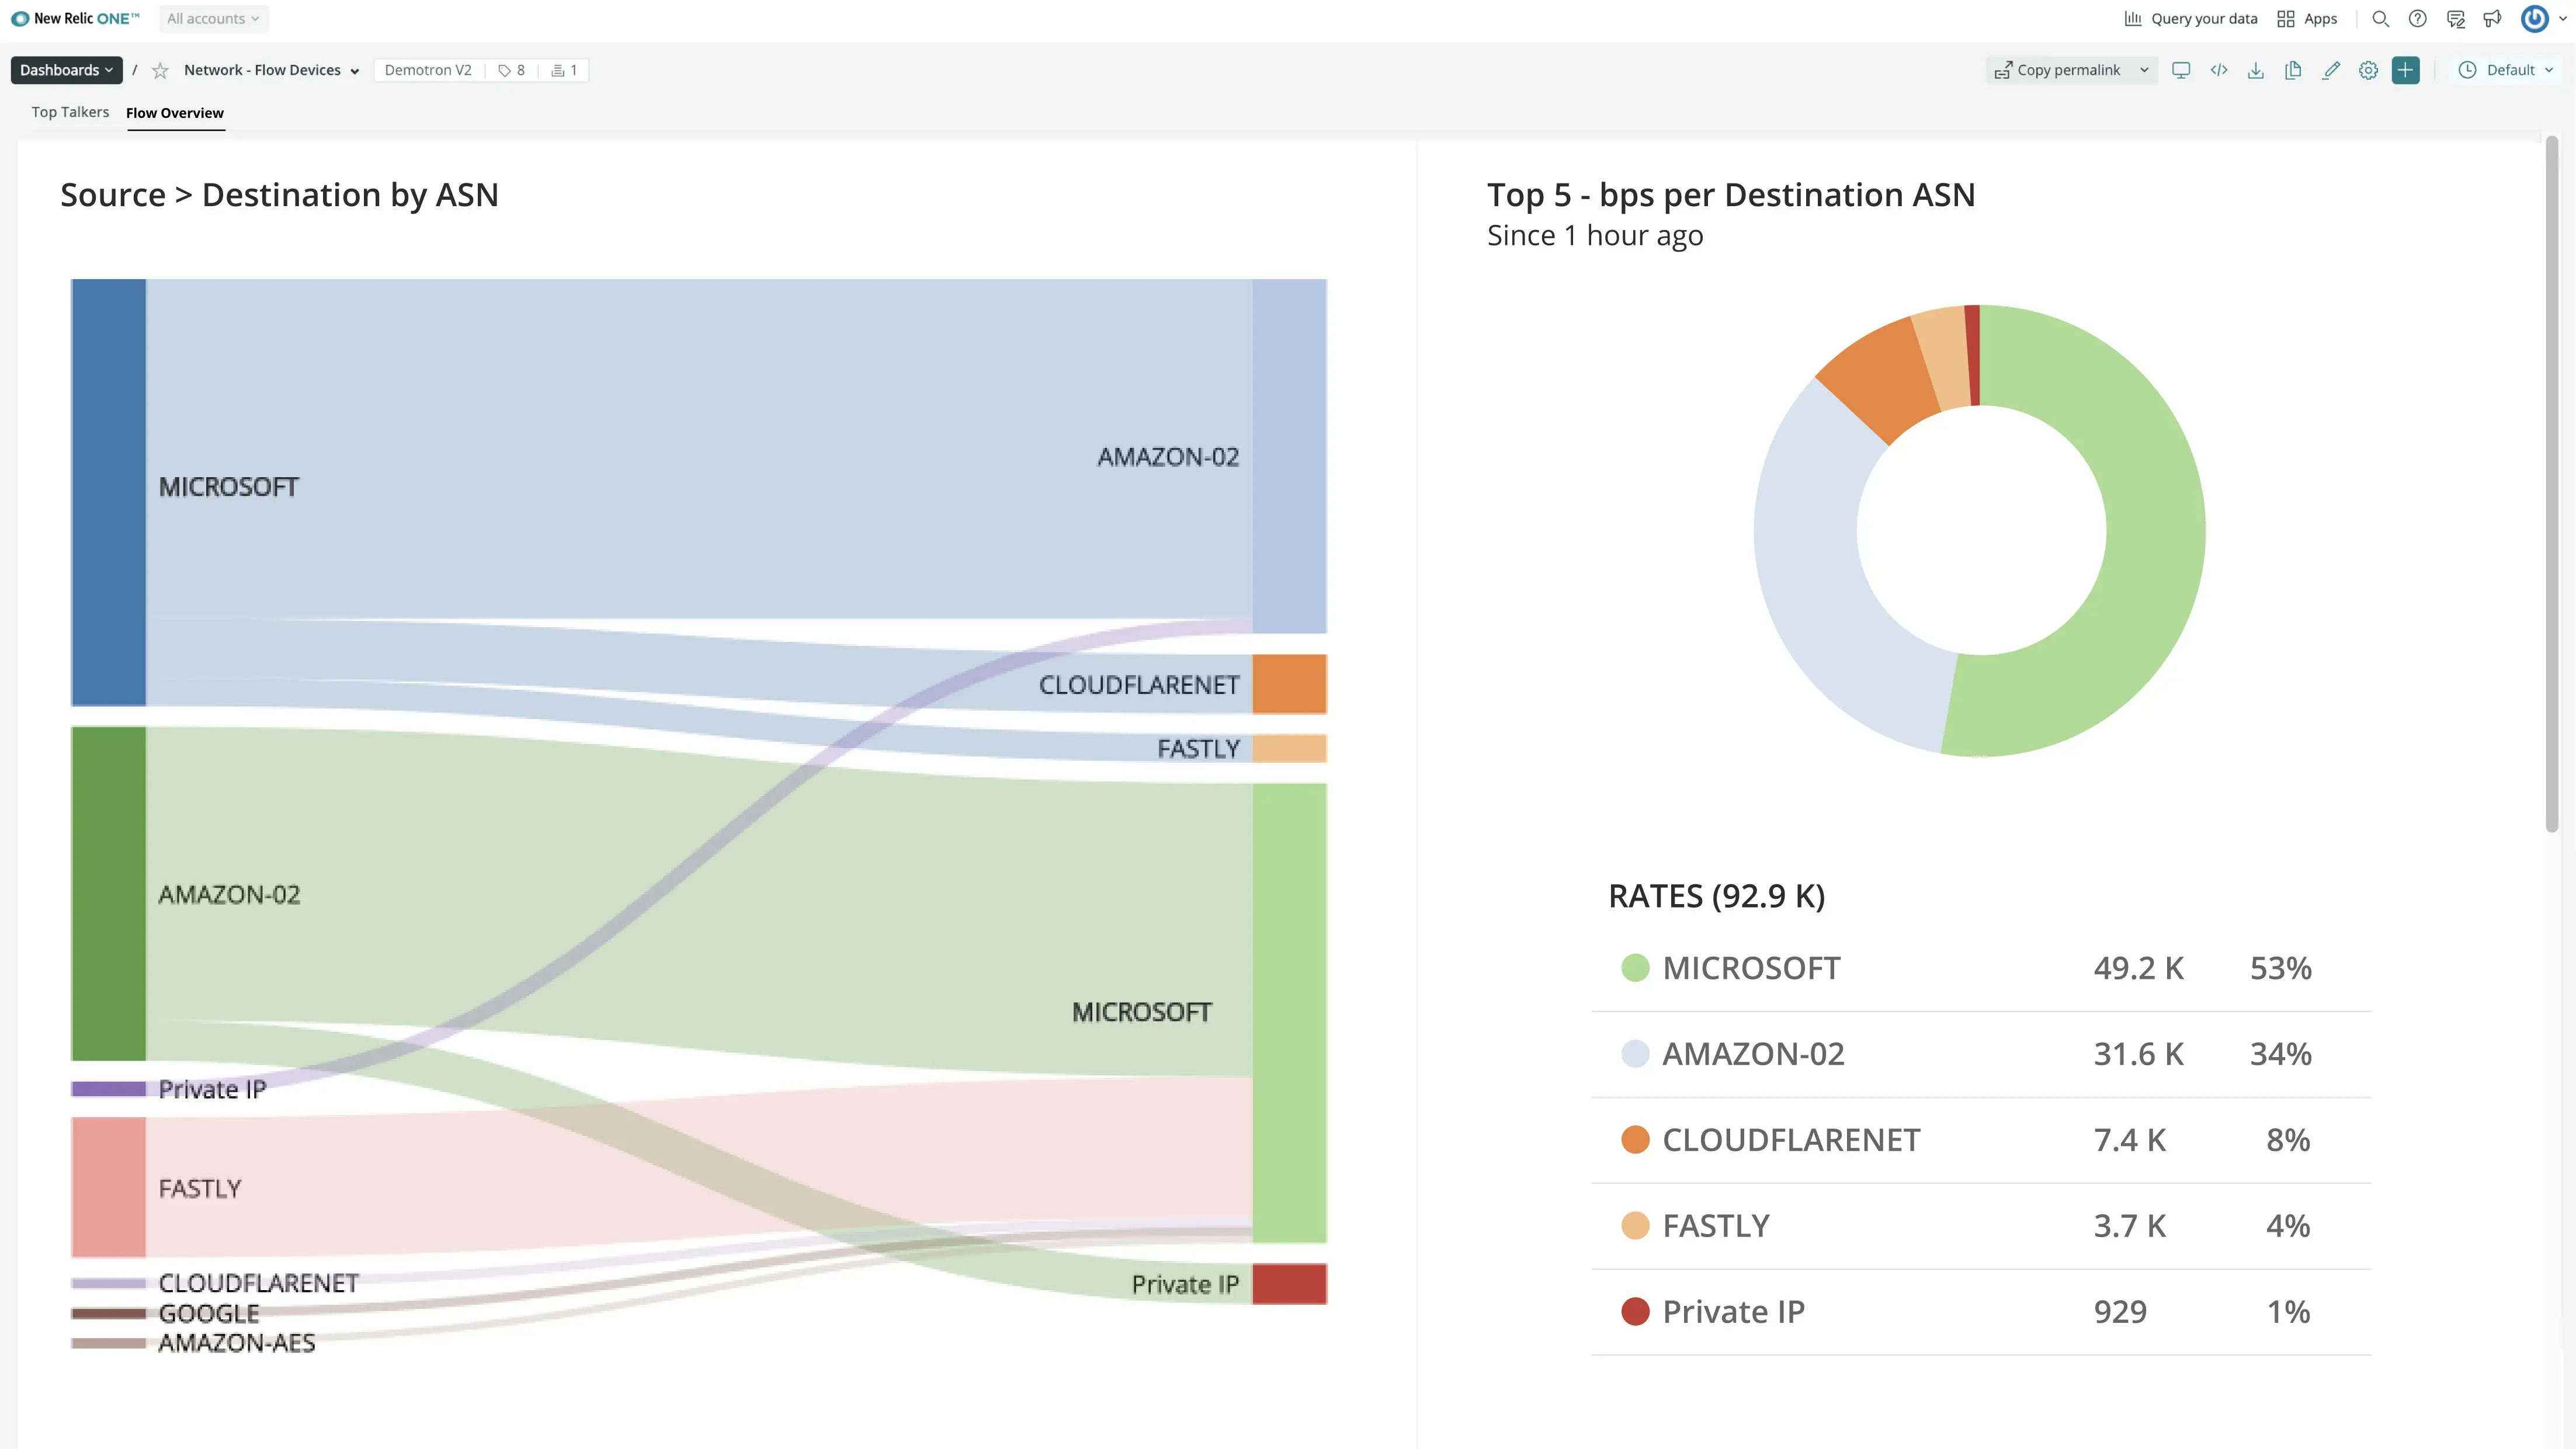 New Relic ONE™ All accounts Query your data Apps
Dashboards / Network - Flow Devices Demotron V2 8 1 Copy permalink Default
Top Talkers Flow Overview
Source > Destination by ASN
MICROSOFT
AMAZON-02
Private IP
FASTLY
CLOUDFLARENET
GOOGLE
AMAZON-AES
AMAZON-02
CLOUDFLARENET
FASTLY
MICROSOFT
Private IP
Top 5 - bps per Destination ASN
Since 1 hour ago
RATES (92.9 K)
MICROSOFT 49.2 K 53%
AMAZON-02 31.6 K 34%
CLOUDFLARENET 7.4 K 8%
FASTLY 3.7 K 4%
Private IP 929 1%